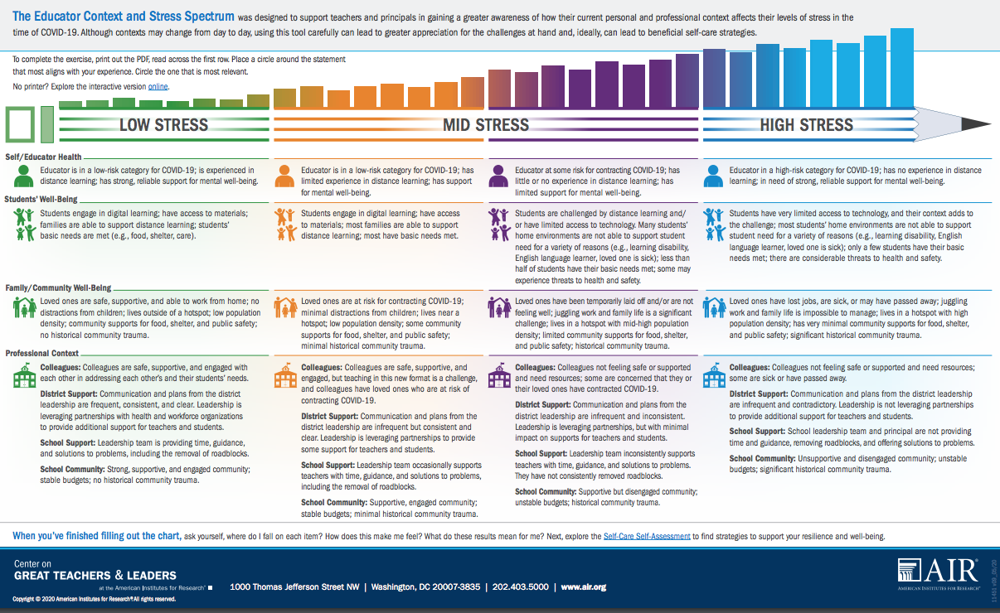 The Educator Context and Stress Spectrum was designed to support teachers and principals in gaining a greater awareness of how their current personal and professional context affects their levels of stress in the
time of COVID-19. Although contexts may change from day to day, using this tool carefully can lead to greater appreciation for the challenges at hand and, ideally, can lead to beneficial self-care strategies.
To complete the exercise, print out the PDF, read across the first row. Place a circle around the statement
that most aligns with your experience. Circle the one that is most relevant.
No printer? Explore the interactive version online.
LOW STRESS
MID STRESS
HIGH STRESS
Self/Educator Health
Educator is in a low-risk category for COVID-19; is experienced in
distance learning; has strong, reliable support for mental well-being.
Educator is in a low-risk category for COVID-19; has
limited experience in distance learning; has support
for mental well-being.
Educator at some risk for contracting COVID-19; has
little or no experience in distance learning; has
limited support for mental well-being.
Educator in a high-risk category for COVID-19; has no experience in distance
learning; in need of strong, reliable support for mental well-being.
Students' Well-Being
Students engage in digital learning; have access to materials;
families are able to support distance learning; students'
basic needs are met (e.g., food, shelter, care).
Students engage in digital learning; have access
to materials; most families are able to support
distance learning; most have basic needs met.
Students are challenged by distance learning and/
or have limited access to technology. Many students'
home environments are not able to support student
need for a variety of reasons (e.g., learning disability,
English language learner, loved one is sick); less than
half of students have their basic needs met; some may
experience threats to health and safety.
Students have very limited access to technology, and their context adds to
the challenge; most students' home environments are not able to support
student need for a variety of reasons (e.g., learning disability, English
language learner, loved one is sick); only a few students have their basic
needs met; there are considerable threats to health and safety.
Family/Community Well-Being
Loved ones are safe, supportive, and able to work from home; no
distractions from children; lives outside of a hotspot; low population
density; community supports for food, shelter, and public safety;
no historical community trauma.
Loved ones are at risk for contracting COVID-19;
minimal distractions from children; lives near a
hotspot; low population density; some community
supports for food, shelter, and public safety;
minimal historical community trauma.
Loved ones have been temporarily laid off and/or are not
feeling well; juggling work and family life is a significant
challenge; lives in a hotspot with mid-high population
density; limited community supports for food, shelter,
and public safety; historical community trauma.
Loved ones have lost jobs, are sick, or may have passed away; juggling
work and family life is impossible to manage; lives in a hotspot with high
population density; has very minimal community supports for food, shelter,
and public safety; significant historical community trauma.
Professional Context
Colleagues: Colleagues are safe, supportive, and engaged with
each other in addressing each other's and their students' needs.
District Support: Communication and plans from the district
leadership are frequent, consistent, and clear. Leadership is
leveraging partnerships with health and workforce organizations
to provide additional support for teachers and students.
School Support: Leadership team is providing time, guidance,
and solutions to problems, including the removal of roadblocks.
School Community: Strong, supportive, and engaged community;
stable budgets; no historical community trauma.
Colleagues: Colleagues are safe, supportive, and
engaged, but teaching in this new format is a challenge,
and colleagues have loved ones who are at risk of
contracting COVID-19.
District Support: Communication and plans from the
district leadership are infrequent but consistent and
clear. Leadership is leveraging partnerships to provide
some support for teachers and students.
School Support: Leadership team occasionally supports
teachers with time, guidance, and solutions to problems,
including the removal of roadblocks.
School Community: Supportive, engaged community;
stable budgets; minimal historical community trauma.
Colleagues: Colleagues not feeling safe or supported
and need resources; some are concerned that they or
their loved ones have contracted COVID-19.
District Support: Communication and plans from the
district leadership are infrequent and inconsistent.
Leadership is leveraging partnerships, but with minimal
impact on supports for teachers and students.
School Support: Leadership team inconsistently supports
teachers with time, guidance, and solutions to problems.
They have not consistently removed roadblocks.
School Community: Supportive but disengaged community;
unstable budgets; historical community trauma.
Colleagues: Colleagues not feeling safe or supported and need resources;
some are sick or have passed away.
District Support: Communication and plans from the district leadership
are infrequent and contradictory. Leadership is not leveraging partnerships
to provide additional support for teachers and students.
School Support: School leadership team and principal are not providing
time and guidance, removing roadblocks, and offering solutions to problems.
School Community: Unsupportive and disengaged community; unstable
budgets; significant historical community trauma.
When you've finished filling out the chart, ask yourself, where do I fall on each item? How does this make me feel? What do these results mean for me? Next, explore the Self-Care Self-Assessment to find strategies to support your resilience and well-being.
Center on
GREAT TEACHERS & LEADERS
at the American Institutes for Research®
1000 Thomas Jefferson Street NW | Washington, DC 20007-3835 | 202.403.5000 | www.air.org
Copyright © 2020 American Institutes for Research®. All rights reserved.
AIR®
AMERICAN INSTITUTES FOR RESEARCH®
11451 v09_05/20